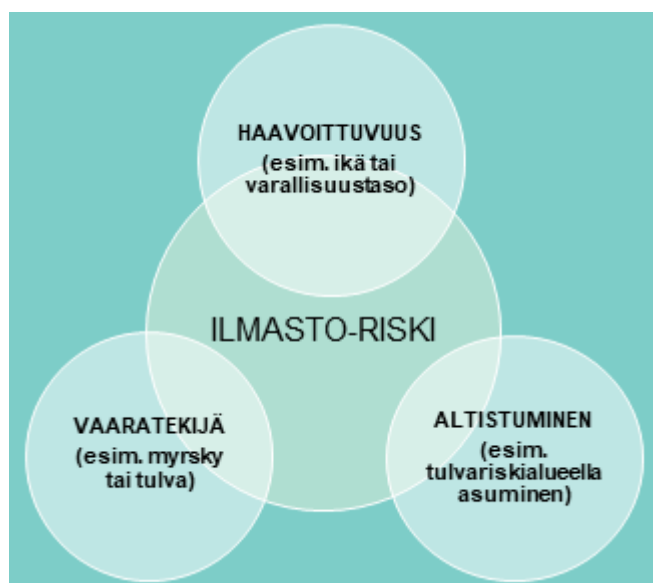 HAAVOITTUVUUS
(esim. ikä tai
varallisuustaso)
ILMASTO-RISKI
VAARATEKIJÄ
(esim. myrsky
tai tulva)
ALTISTUMINEN
(esim.
tulvariskialueella
asuminen)